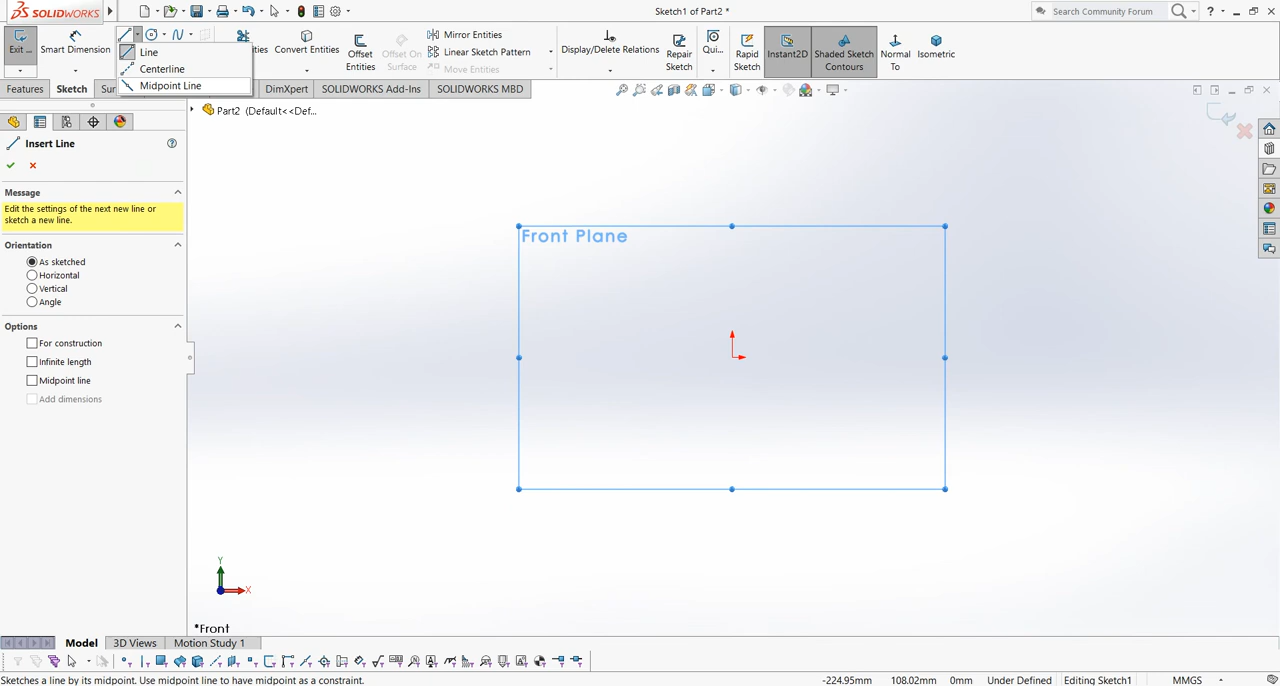 SOLIDWORKS
Sketch1 of Part2 *
Search Community Forum
?
Exit ...
Smart Dimension
Line
Centerline
Midpoint Line
ities
Convert Entities
Offset Entities
Offset On Surface
Mirror Entities
Linear Sketch Pattern
Move Entities
Display/Delete Relations
Repair Sketch
Qui...
Rapid Sketch
Instant2D
Shaded Sketch Contours
Normal To
Isometric
Features
Sketch
Sur
DimXpert
SOLIDWORKS Add-Ins
SOLIDWORKS MBD
Part2 (Default<<Def...
Insert Line
Message
Edit the settings of the next new line or
sketch a new line.
Orientation
As sketched
Horizontal
Vertical
Angle
Options
For construction
Infinite length
Midpoint line
Add dimensions
Front Plane
Y
X
*Front
Model
3D Views
Motion Study 1
Sketches a line by its midpoint. Use midpoint line to have midpoint as a constraint.
-224.95mm
108.02mm
0mm
Under Defined
Editing Sketch1
MMGS